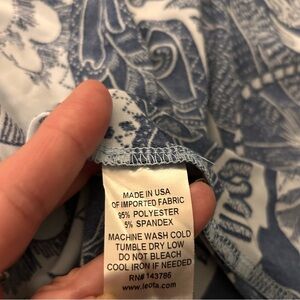 MADE IN USA
OF IMPORTED FABRIC
95% POLYESTER
5% SPANDEX
MACHINE WASH COLD
TUMBLE DRY LOW
DO NOT BLEACH
COOL IRON IF NEEDED
RN# 143786
www.leota.com